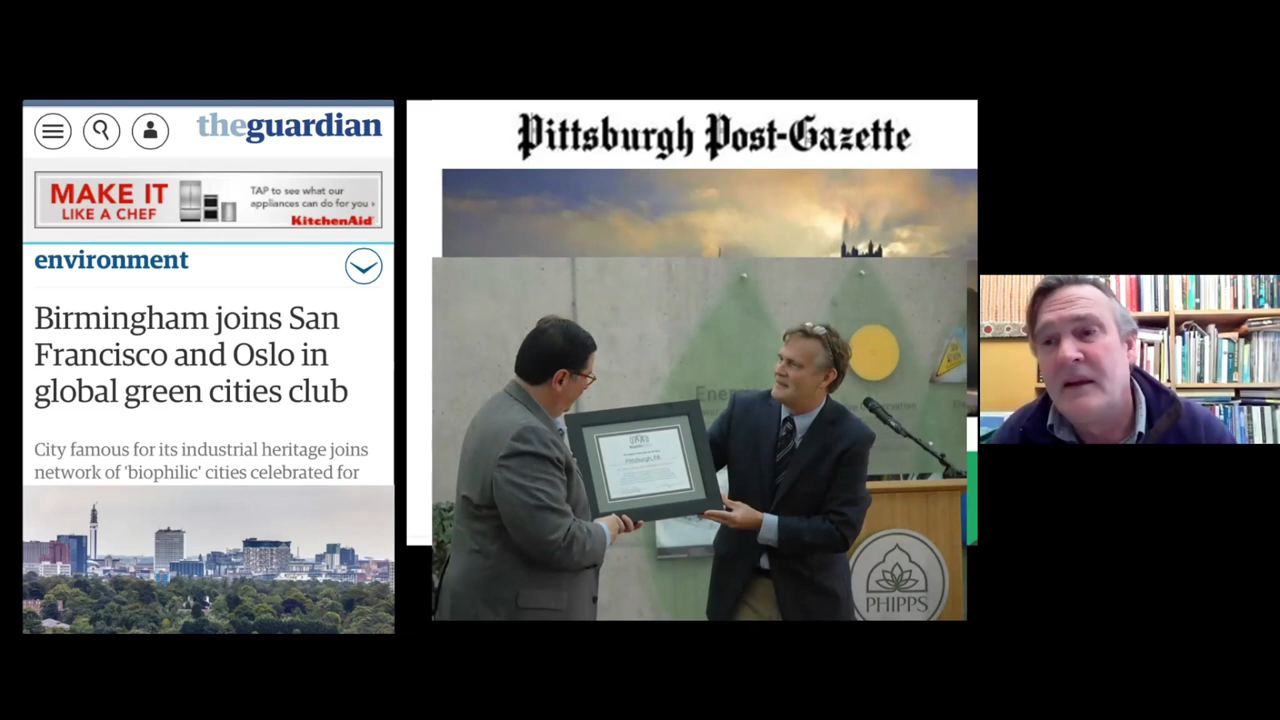 theguardian
MAKE IT
LIKE A CHEF
TAP to see what our
appliances can do for you ›
KitchenAid
environment
Birmingham joins San
Francisco and Oslo in
global green cities club
City famous for its industrial heritage joins
network of 'biophilic' cities celebrated for
Pittsburgh Post-Gazette
Pittsburgh, PA
PHIPPS